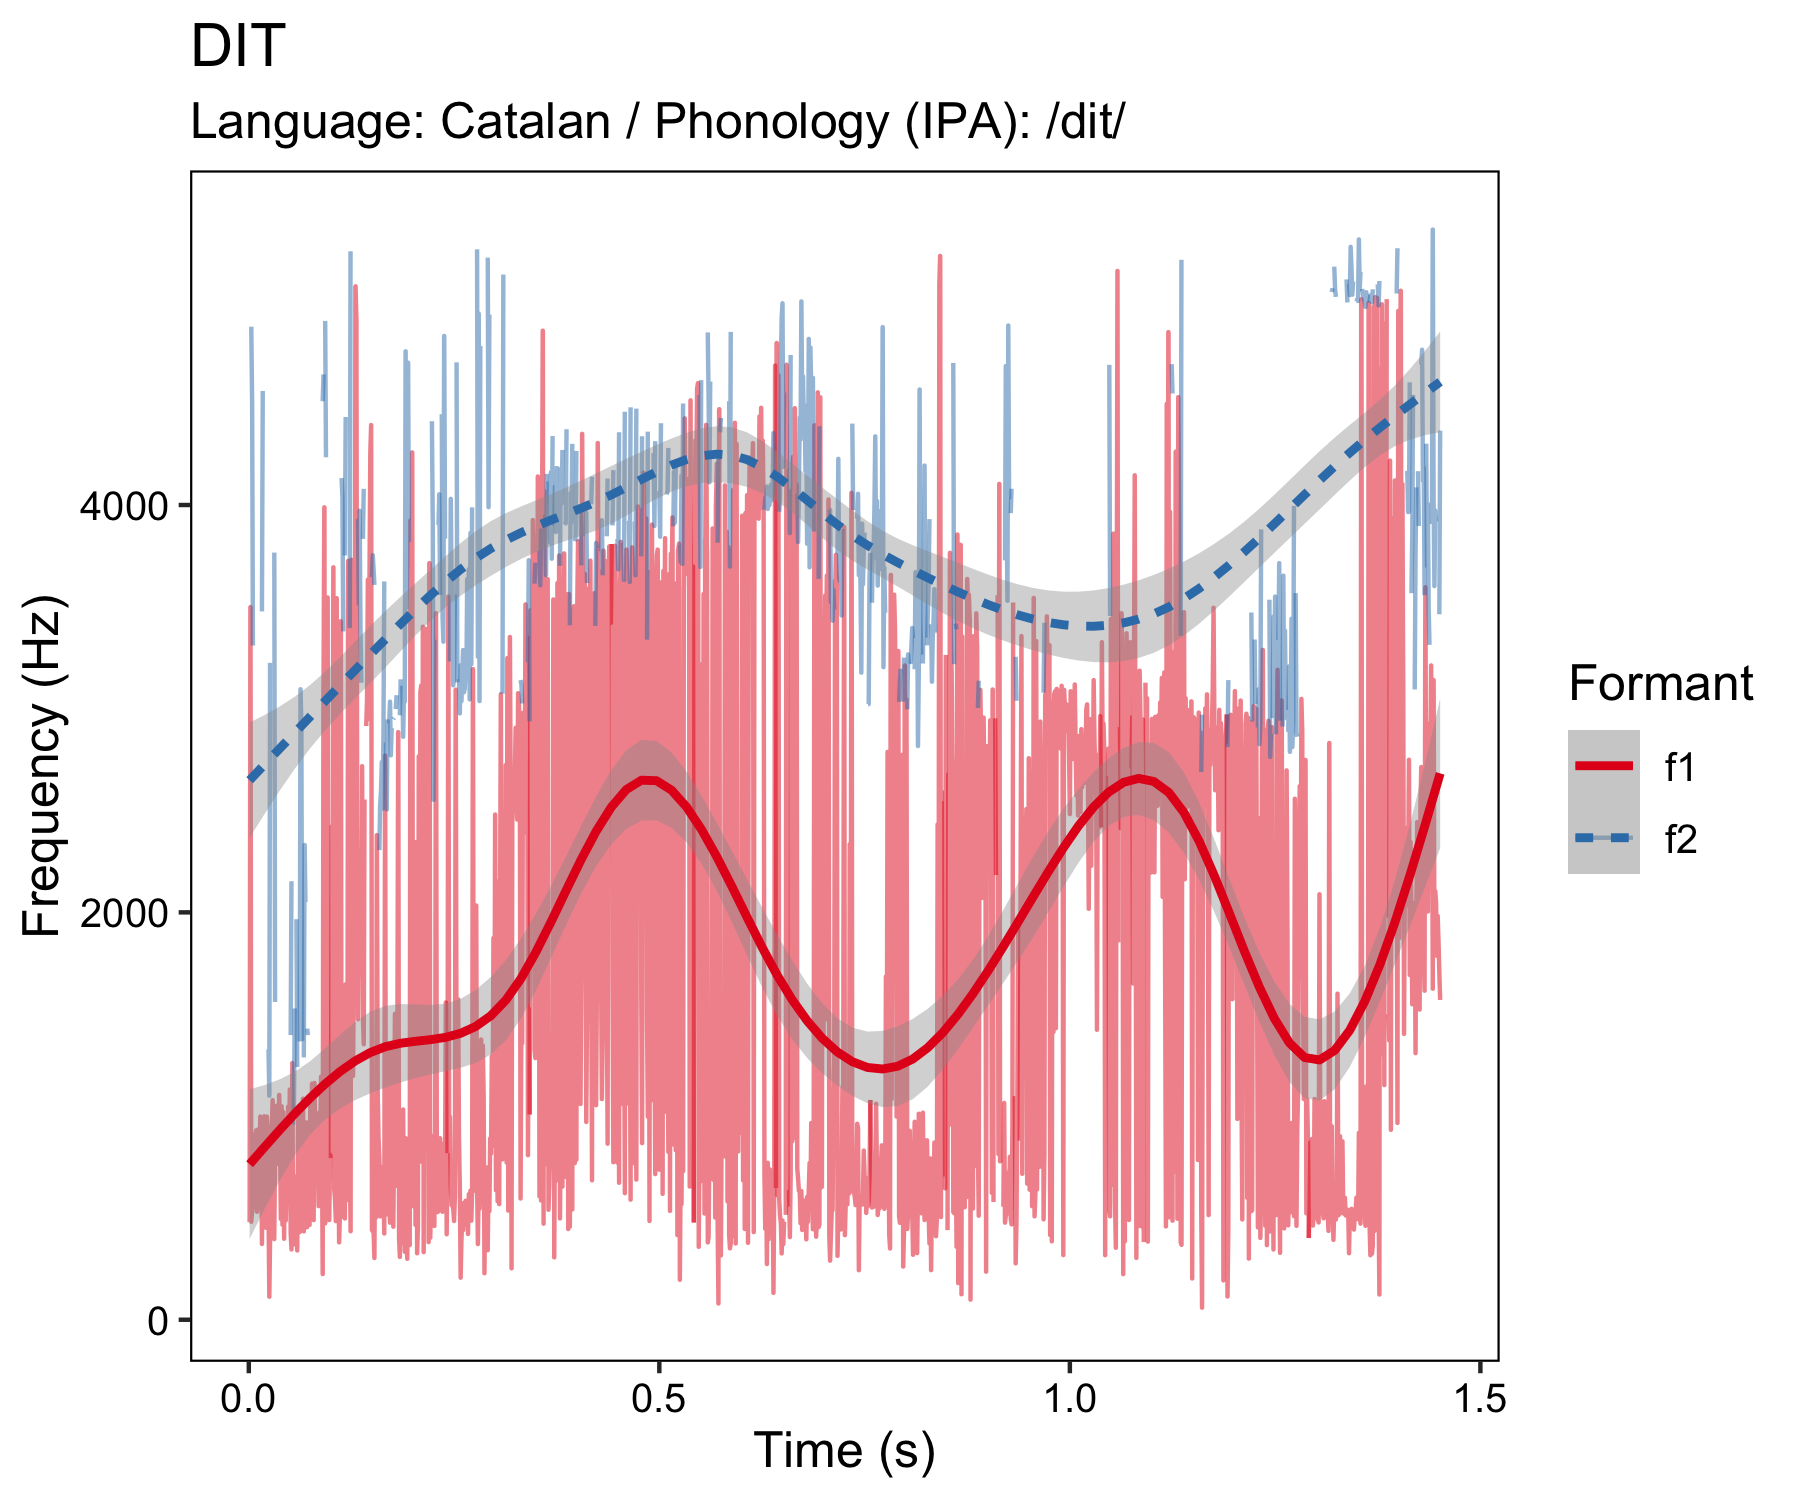 DIT
Language: Catalan / Phonology (IPA): /dit/
Frequency (Hz)
4000
2000
0
0.0 0.5 1.0 1.5
Time (s)
Formant
f1
f2